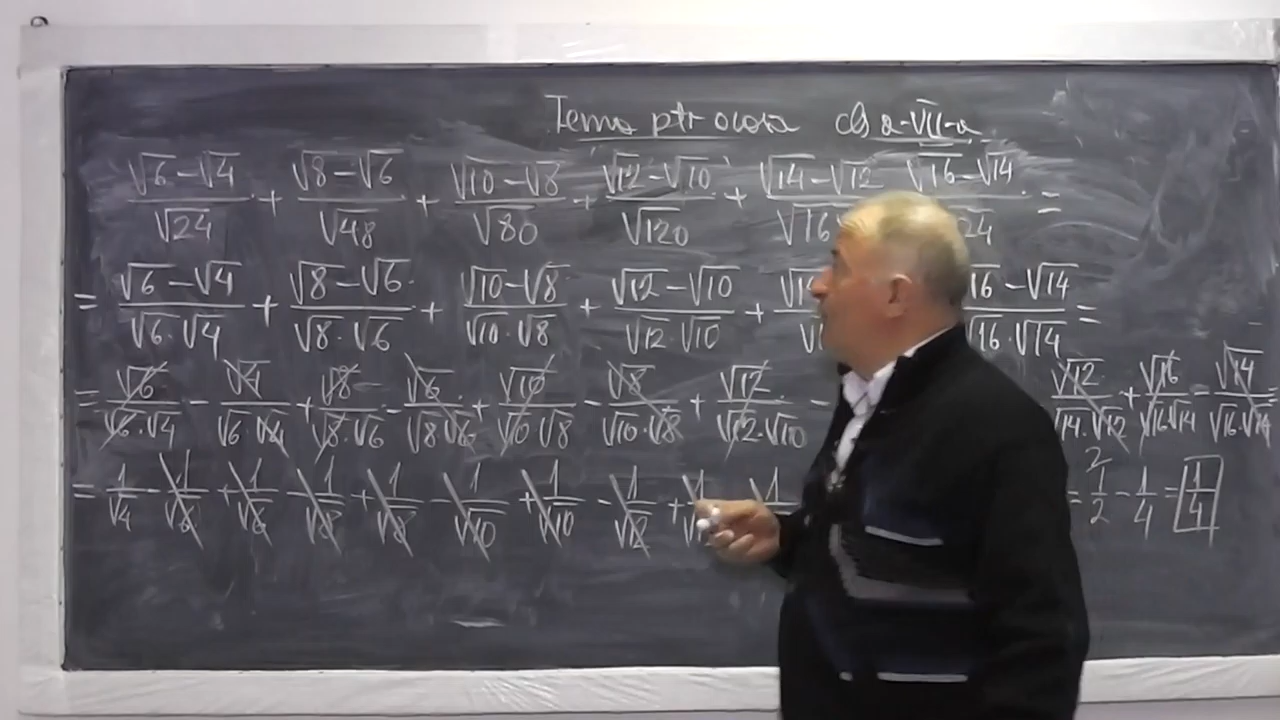 Tema ptr acasa cls a-VII-a
√6-√4/√24 + √8-√6/√48 + √10-√8/√80 + √12-√10/√120 + √14-√12/√16 √16-√14/24 =
= √6-√4/√6·√4 + √8-√6/√8·√6 + √10-√8/√10·√8 + √12-√10/√12·√10 + 16-√14/√16·√14 =
= √6/√6·√4 - √4/√6·√4 + √8/√8·√6 - √6/√8·√6 + √10/√10·√8 - √8/√10·√8 + √12/√12·√10 - √12/√14·√12 + √16/√16·√14 - √14/√16·√14 =
= 1/√4 - 1/√6 + 1/√6 - 1/√8 + 1/√8 - 1/√10 + 1/√10 - 1/√12 + 1 1 = 2/ 1/2 - 1/4 = 1/4